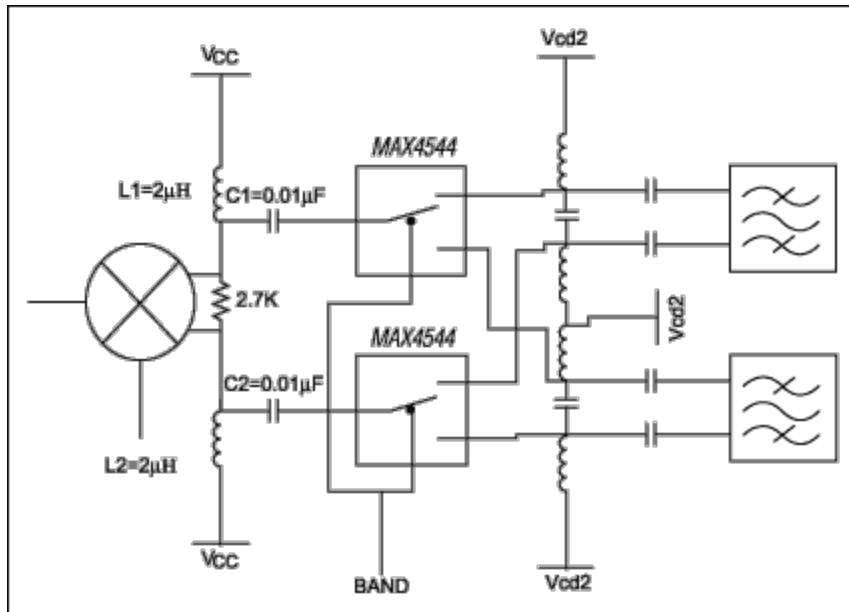 VCC
Vcd2
MAX4544
L1=2μH
C1=0.01μF
2.7K
Vcd2
MAX4544
C2=0.01μF
L2=2μH
VCC
BAND
Vcd2